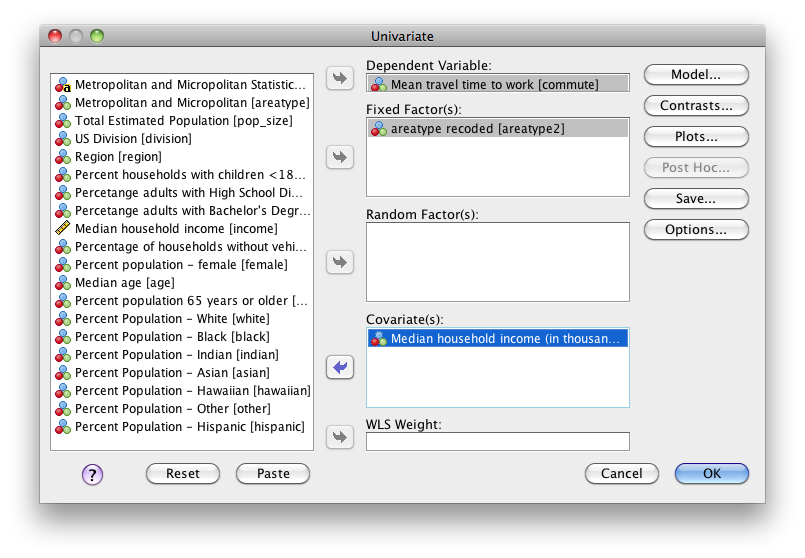 Univariate
Metropolitan and Micropolitan Statistic...
Metropolitan and Micropolitan [areatype]
Total Estimated Population [pop_size]
US Division [division]
Region [region]
Percent households with children <18...
Percetange adults with High School Di...
Percetange adults with Bachelor's Degr...
Median household income [income]
Percentage of households without vehi...
Percent population - female [female]
Median age [age]
Percent population 65 years or older [...
Percent Population - White [white]
Percent Population - Black [black]
Percent Population - Indian [indian]
Percent Population - Asian [asian]
Percent Population - Hawaiian [hawaiian]
Percent Population - Other [other]
Percent Population - Hispanic [hispanic]
Dependent Variable:
Mean travel time to work [commute]
Fixed Factor(s):
areatype recoded [areatype2]
Random Factor(s):
Covariate(s):
Median household income (in thousan...
WLS Weight:
Model...
Contrasts...
Plots...
Post Hoc...
Save...
Options...
?
Reset
Paste
Cancel
OK